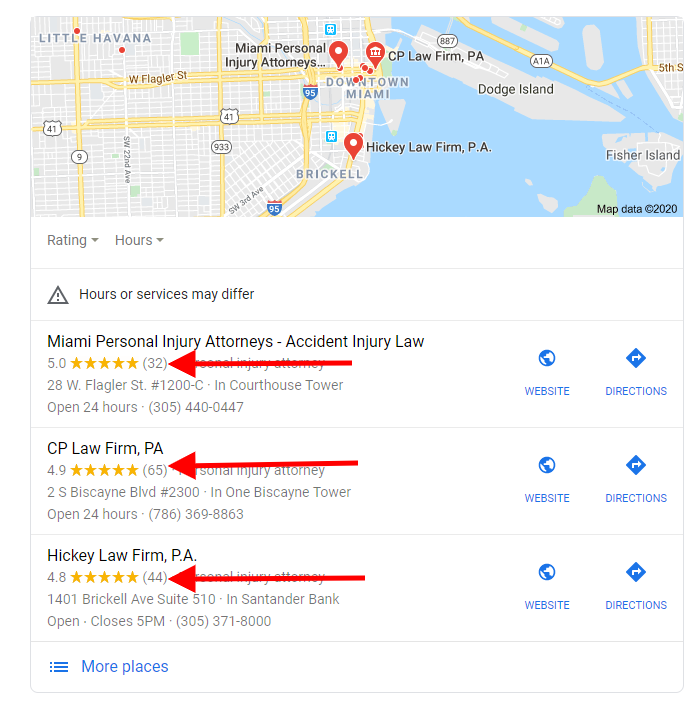 LITTLE HAVANA
Miami Personal
Injury Attorneys...
CP Law Firm, PA
887
A1A
5th S
W Flagler St
DOWNTOWN
MIAMI
Dodge Island
95
41
41
9
SW 22nd Ave
933
Hickey Law Firm, P.A.
Fisher Island
BRICKELL
SW 3rd Ave
95
Map data ©2020
Rating
Hours
Hours or services may differ
Miami Personal Injury Attorneys - Accident Injury Law
5.0 (32) · Personal injury attorney
28 W. Flagler St. #1200-C · In Courthouse Tower
Open 24 hours · (305) 440-0447
WEBSITE
DIRECTIONS
CP Law Firm, PA
4.9 (65) · Personal injury attorney
2 S Biscayne Blvd #2300 · In One Biscayne Tower
Open 24 hours · (786) 369-8863
WEBSITE
DIRECTIONS
Hickey Law Firm, P.A.
4.8 (44) · Personal injury attorney
1401 Brickell Ave Suite 510 · In Santander Bank
Open · Closes 5PM · (305) 371-8000
WEBSITE
DIRECTIONS
More places